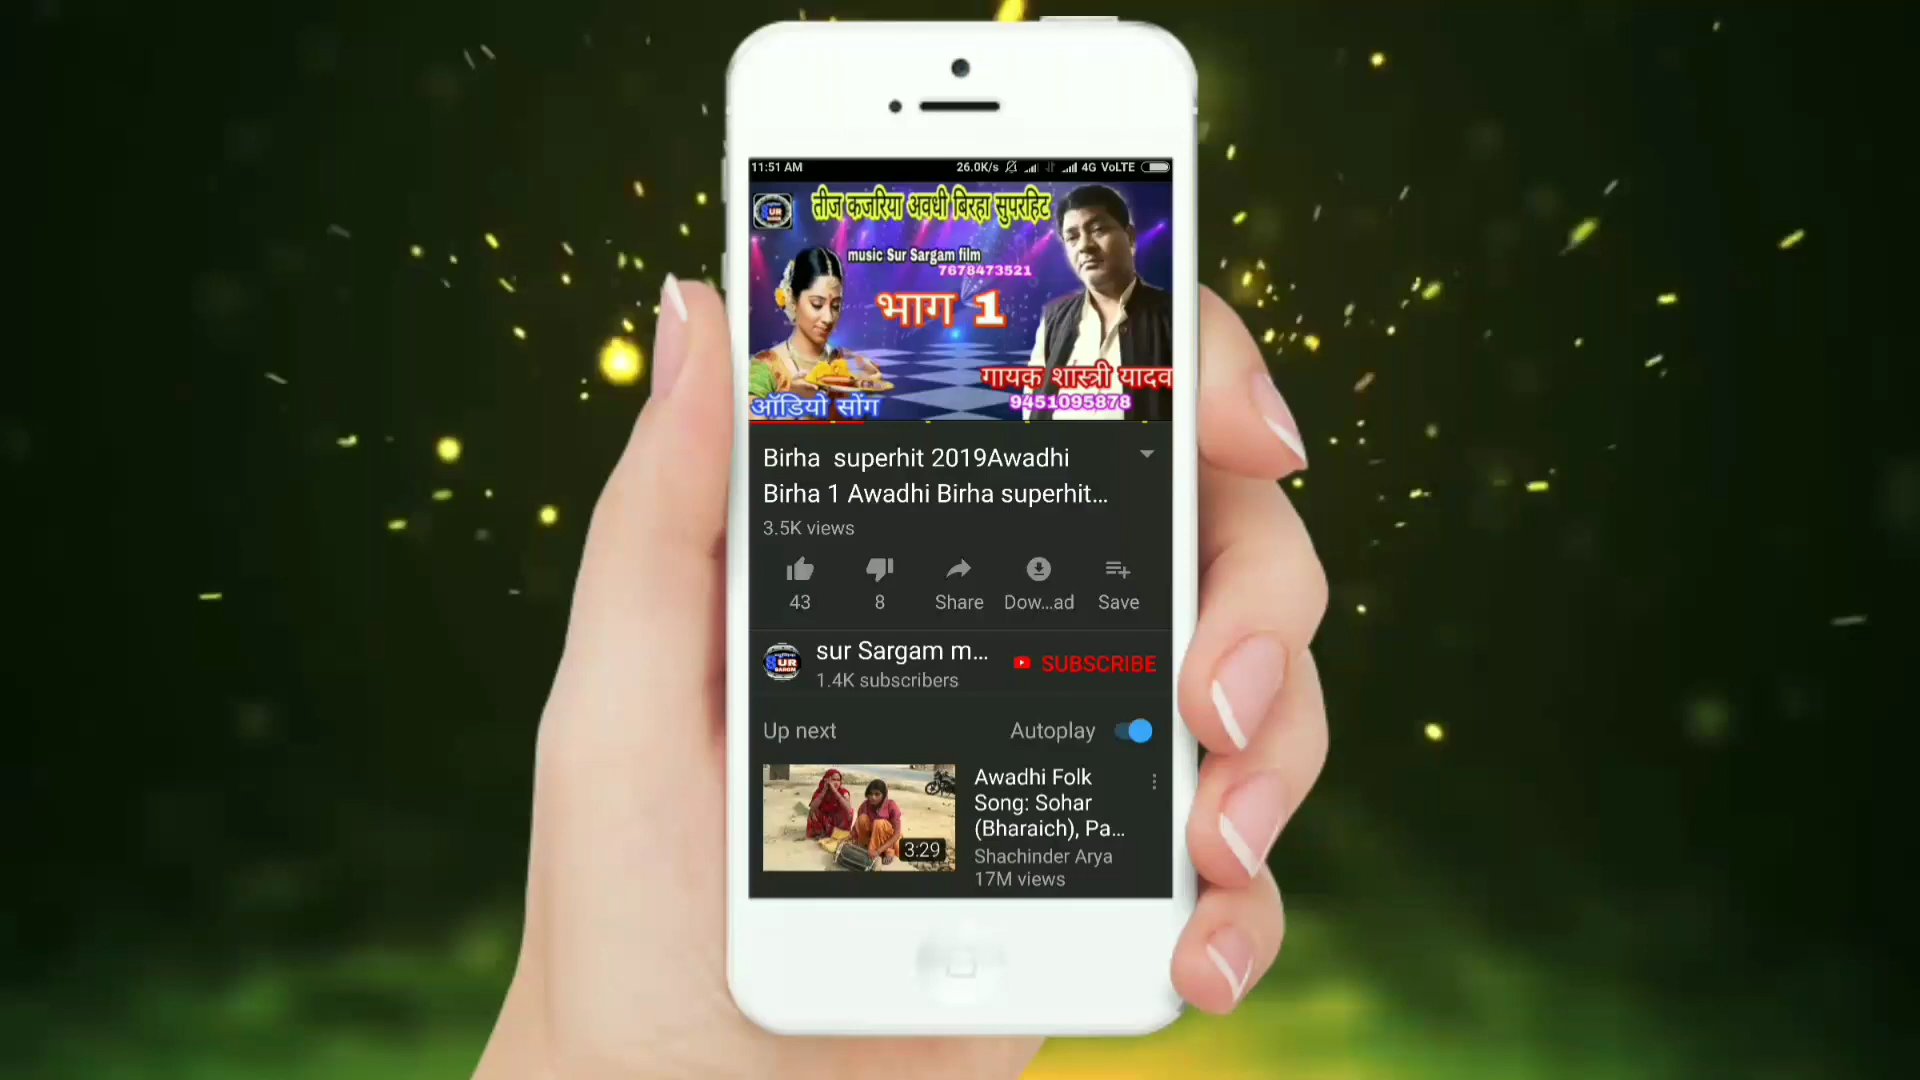 11:51 AM
26.0K/s 4G VoLTE
तीज कजरिया अवधी बिरहा सुपरहिट
SUR
SARGAM
music Sur Sargam film
7678473521
भाग 1
गायक शास्त्री यादव
9451095878
ऑडियो सोंग
Birha superhit 2019Awadhi
Birha 1 Awadhi Birha superhit...
3.5K views
43
8
Share
Dow...ad
Save
SUR
sur Sargam m...
SUBSCRIBE
1.4K subscribers
Up next
Autoplay
3:29
Awadhi Folk
Song: Sohar
(Bharaich), Pa...
Shachinder Arya
17M views